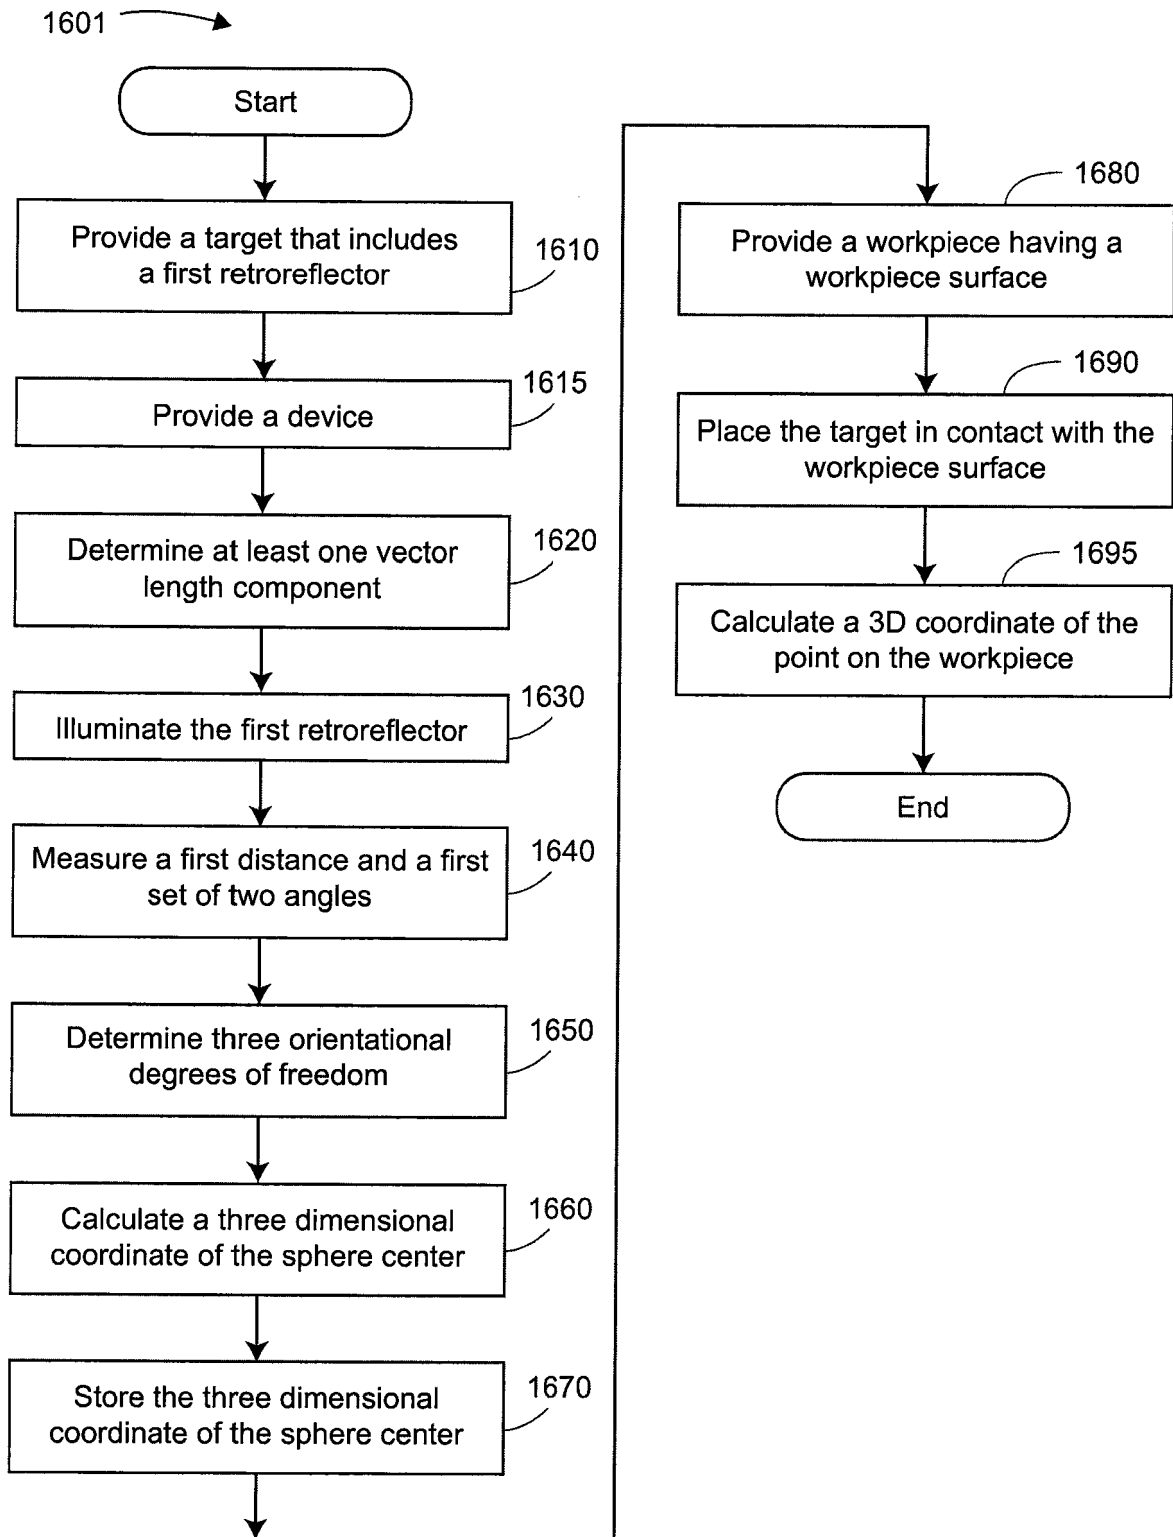 1601
Start
Provide a target that includes
a first retroreflector
1610
Provide a device
1615
Determine at least one vector
length component
1620
Illuminate the first retroreflector
1630
Measure a first distance and a first
set of two angles
1640
Determine three orientational
degrees of freedom
1650
Calculate a three dimensional
coordinate of the sphere center
1660
Store the three dimensional
coordinate of the sphere center
1670
1680
Provide a workpiece having a
workpiece surface
1690
Place the target in contact with the
workpiece surface
1695
Calculate a 3D coordinate of the
point on the workpiece
End